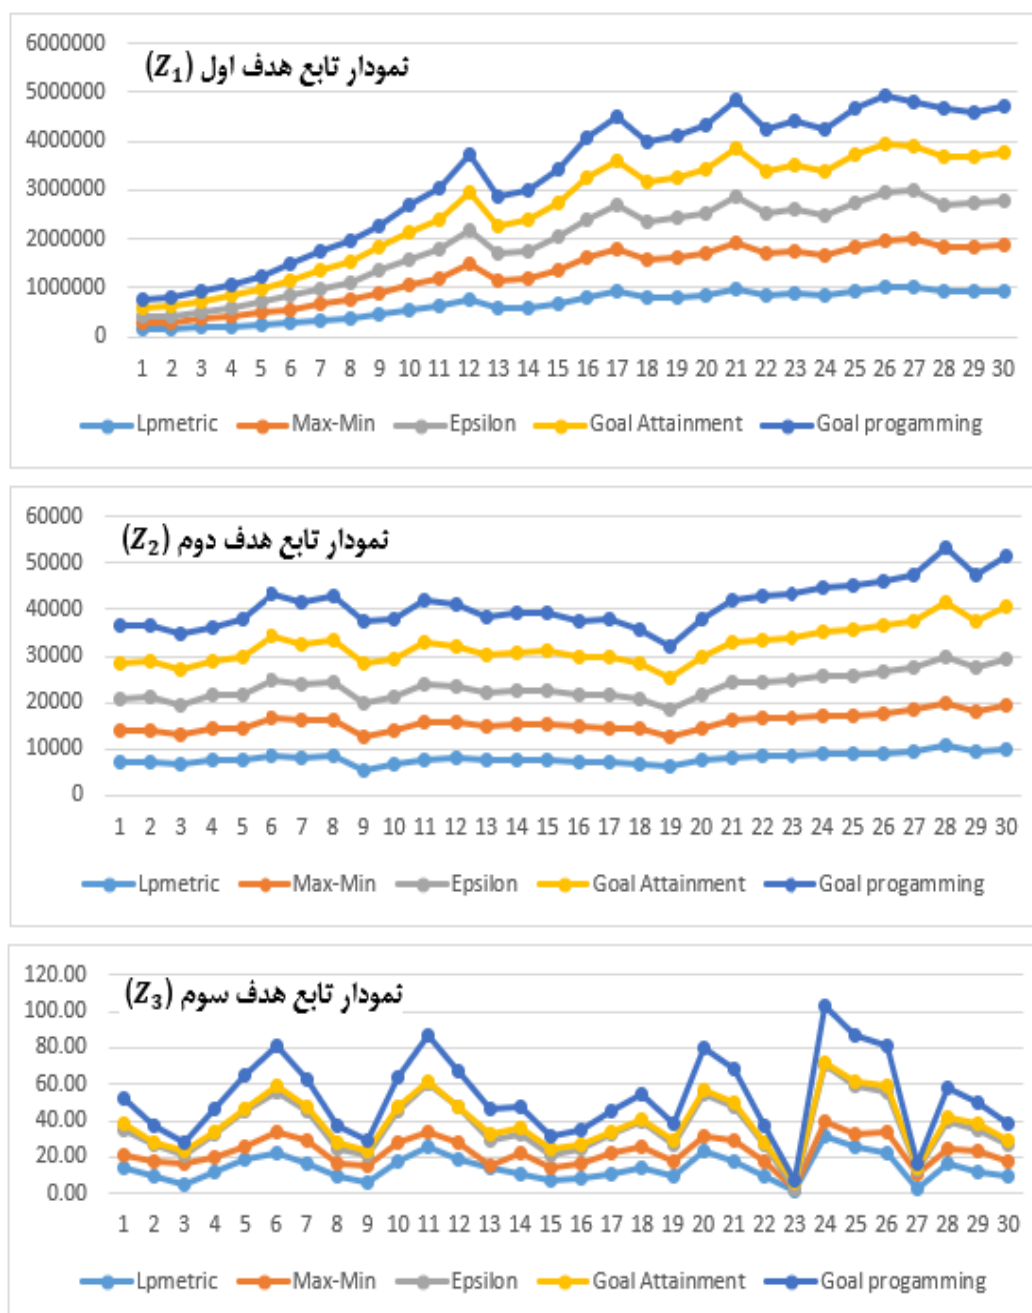 نمودار تابع هدف اول (Z₁)
6000000
5000000
4000000
3000000
2000000
1000000
0
1 2 3 4 5 6 7 8 9 10 11 12 13 14 15 16 17 18 19 20 21 22 23 24 25 26 27 28 29 30
Lpmetric Max-Min Epsilon Goal Attainment Goal progamming
نمودار تابع هدف دوم (Z₂)
60000
50000
40000
30000
20000
10000
0
1 2 3 4 5 6 7 8 9 10 11 12 13 14 15 16 17 18 19 20 21 22 23 24 25 26 27 28 29 30
Lpmetric Max-Min Epsilon Goal Attainment Goal progamming
نمودار تابع هدف سوم (Z₃)
120.00
100.00
80.00
60.00
40.00
20.00
0.00
1 2 3 4 5 6 7 8 9 10 11 12 13 14 15 16 17 18 19 20 21 22 23 24 25 26 27 28 29 30
Lpmetric Max-Min Epsilon Goal Attainment Goal progamming